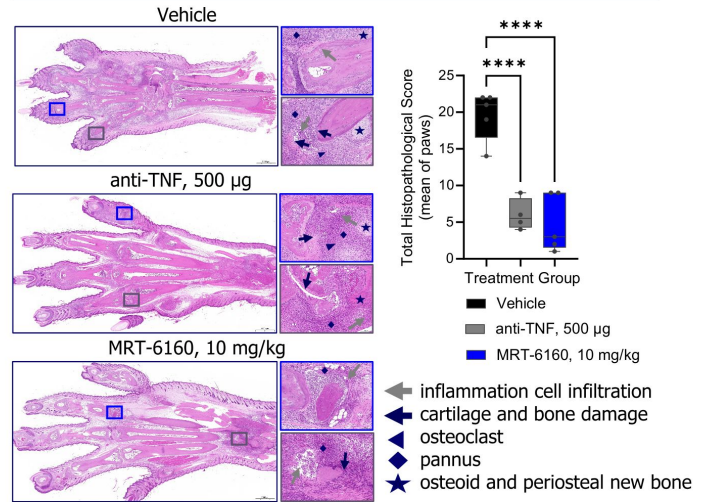 Vehicle
anti-TNF, 500 µg
MRT-6160, 10 mg/kg
****
****
Total Histopathological Score
(mean of paws)
25
20
15
10
5
0
Treatment Group
Vehicle
anti-TNF, 500 µg
MRT-6160, 10 mg/kg
inflammation cell infiltration
cartilage and bone damage
osteoclast
pannus
osteoid and periosteal new bone